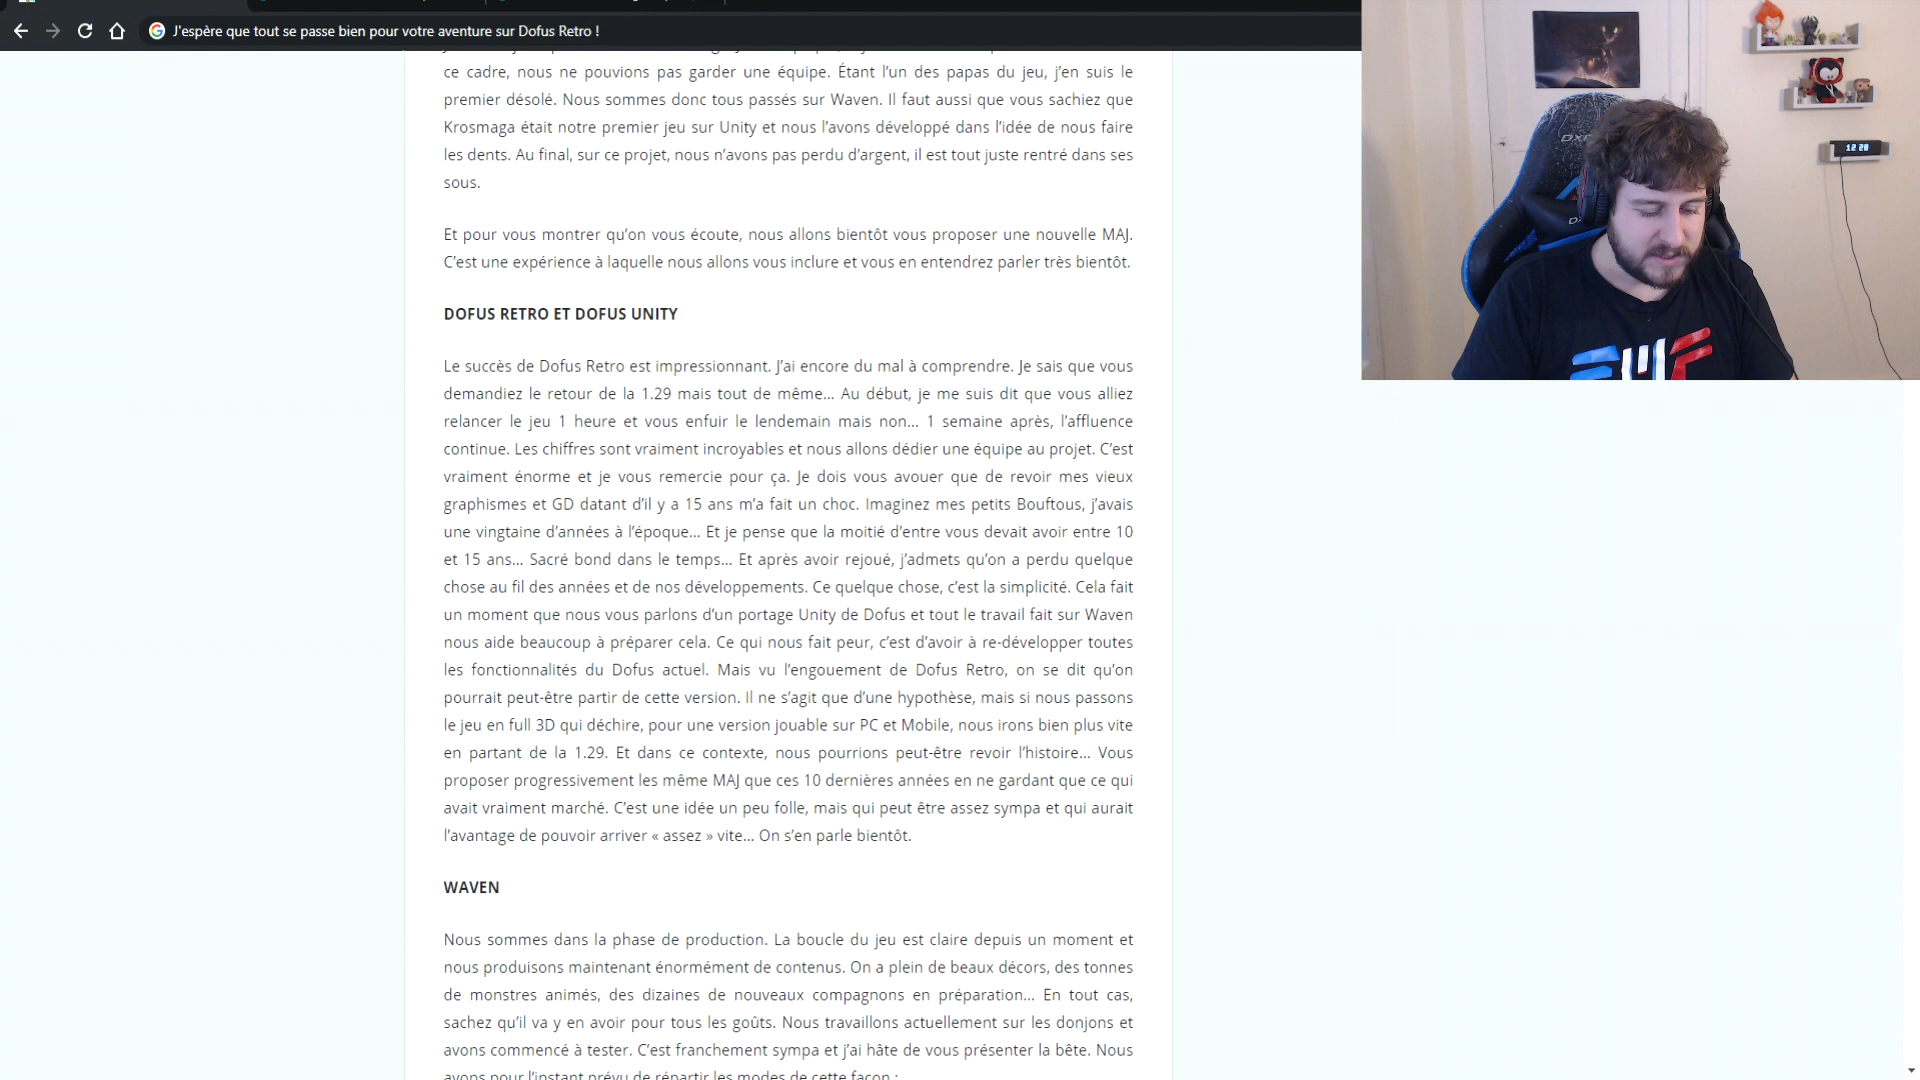 J'espère que tout se passe bien pour votre aventure sur Dofus Retro !
ce cadre, nous ne pouvions pas garder une équipe. Étant l’un des papas du jeu, j’en suis le
premier désolé. Nous sommes donc tous passés sur Waven. Il faut aussi que vous sachiez que
Krosmaga était notre premier jeu sur Unity et nous l’avons développé dans l’idée de nous faire
les dents. Au final, sur ce projet, nous n’avons pas perdu d’argent, il est tout juste rentré dans ses
sous.
Et pour vous montrer qu’on vous écoute, nous allons bientôt vous proposer une nouvelle MAJ.
C’est une expérience à laquelle nous allons vous inclure et vous en entendrez parler très bientôt.
DOFUS RETRO ET DOFUS UNITY
Le succès de Dofus Retro est impressionnant. J’ai encore du mal à comprendre. Je sais que vous
demandiez le retour de la 1.29 mais tout de même… Au début, je me suis dit que vous alliez
relancer le jeu 1 heure et vous enfuir le lendemain mais non… 1 semaine après, l’affluence
continue. Les chiffres sont vraiment incroyables et nous allons dédier une équipe au projet. C’est
vraiment énorme et je vous remercie pour ça. Je dois vous avouer que de revoir mes vieux
graphismes et GD datant d’il y a 15 ans m’a fait un choc. Imaginez mes petits Bouftous, j’avais
une vingtaine d’années à l’époque… Et je pense que la moitié d’entre vous devait avoir entre 10
et 15 ans… Sacré bond dans le temps… Et après avoir rejoué, j’admets qu’on a perdu quelque
chose au fil des années et de nos développements. Ce quelque chose, c’est la simplicité. Cela fait
un moment que nous vous parlons d’un portage Unity de Dofus et tout le travail fait sur Waven
nous aide beaucoup à préparer cela. Ce qui nous fait peur, c’est d’avoir à re-développer toutes
les fonctionnalités du Dofus actuel. Mais vu l’engouement de Dofus Retro, on se dit qu’on
pourrait peut-être partir de cette version. Il ne s’agit que d’une hypothèse, mais si nous passons
le jeu en full 3D qui déchire, pour une version jouable sur PC et Mobile, nous irons bien plus vite
en partant de la 1.29. Et dans ce contexte, nous pourrions peut-être revoir l’histoire… Vous
proposer progressivement les même MAJ que ces 10 dernières années en ne gardant que ce qui
avait vraiment marché. C’est une idée un peu folle, mais qui peut être assez sympa et qui aurait
l’avantage de pouvoir arriver « assez » vite… On s’en parle bientôt.
WAVEN
Nous sommes dans la phase de production. La boucle du jeu est claire depuis un moment et
nous produisons maintenant énormément de contenus. On a plein de beaux décors, des tonnes
de monstres animés, des dizaines de nouveaux compagnons en préparation… En tout cas,
sachez qu’il va y en avoir pour tous les goûts. Nous travaillons actuellement sur les donjons et
avons commencé à tester. C’est franchement sympa et j’ai hâte de vous présenter la bête. Nous
avons pour l’instant prévu de répartir les modes de cette façon :
12 28